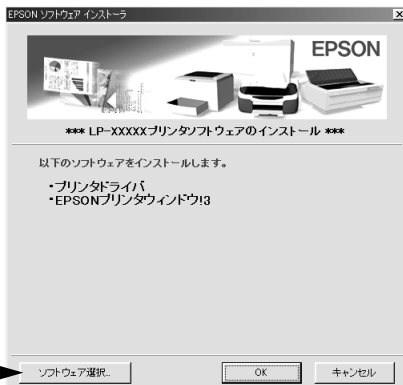 EPSON ソフトウェア インストーラ
EPSON
*** LP-XXXXXプリンタソフトウェアのインストール ***
以下のソフトウェアをインストールします。
・プリンタドライバ
・EPSONプリンタウィンドウ!3
ソフトウェア選択...
OK
キャンセル